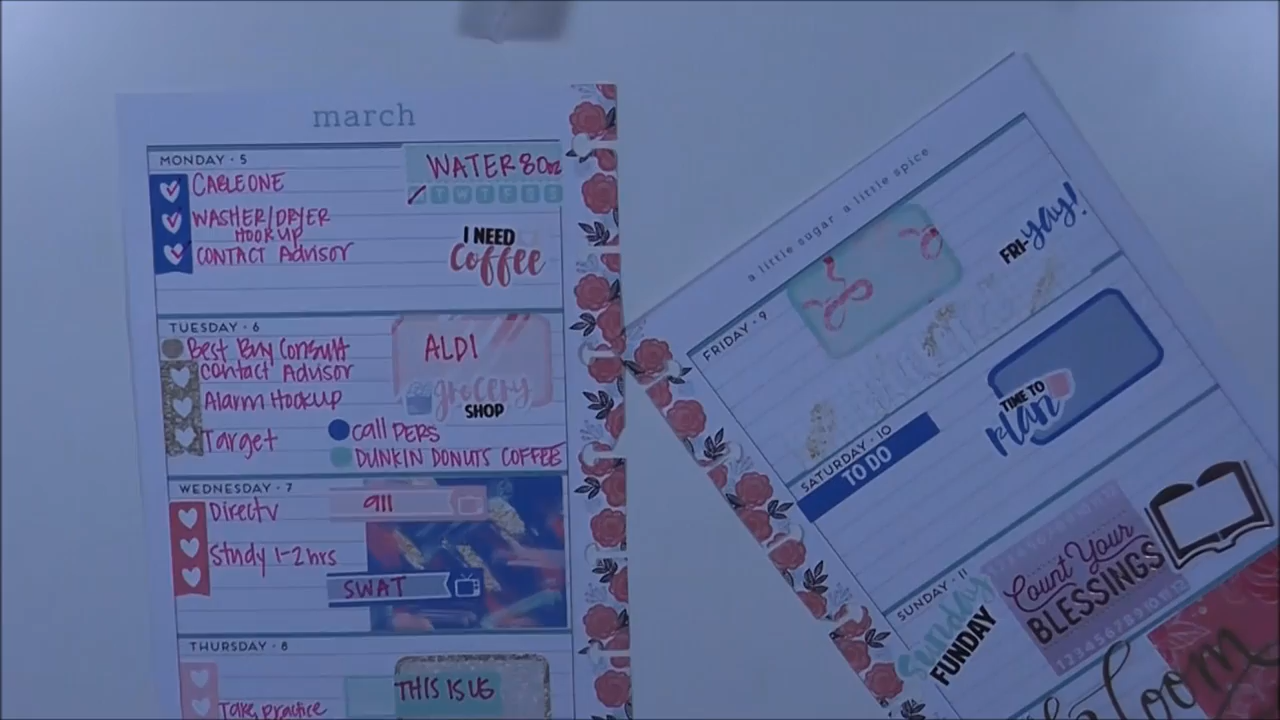 march
MONDAY • 5
CABLEONE
WASHER/DRYER
HOOKUP
CONTACT Advisor
WATER 80oz
T W T F S S
I NEED
Coffee
TUESDAY • 6
Best Buy Consult
Contact Advisor
Alarm Hookup
Target
ALDI
grocery
SHOP
Call PERS
DUNKIN DONUTS COFFEE
WEDNESDAY • 7
Directv
Study 1-2 hrs
911
SWAT
THURSDAY • 8
Take practice
THIS IS US
a little sugar a little spice
FRIDAY • 9
FRI-yay!
SATURDAY • 10
TO DO
TIME TO
plan
SUNDAY • 11
Sunday
FUNDAY
Count Your
BLESSINGS